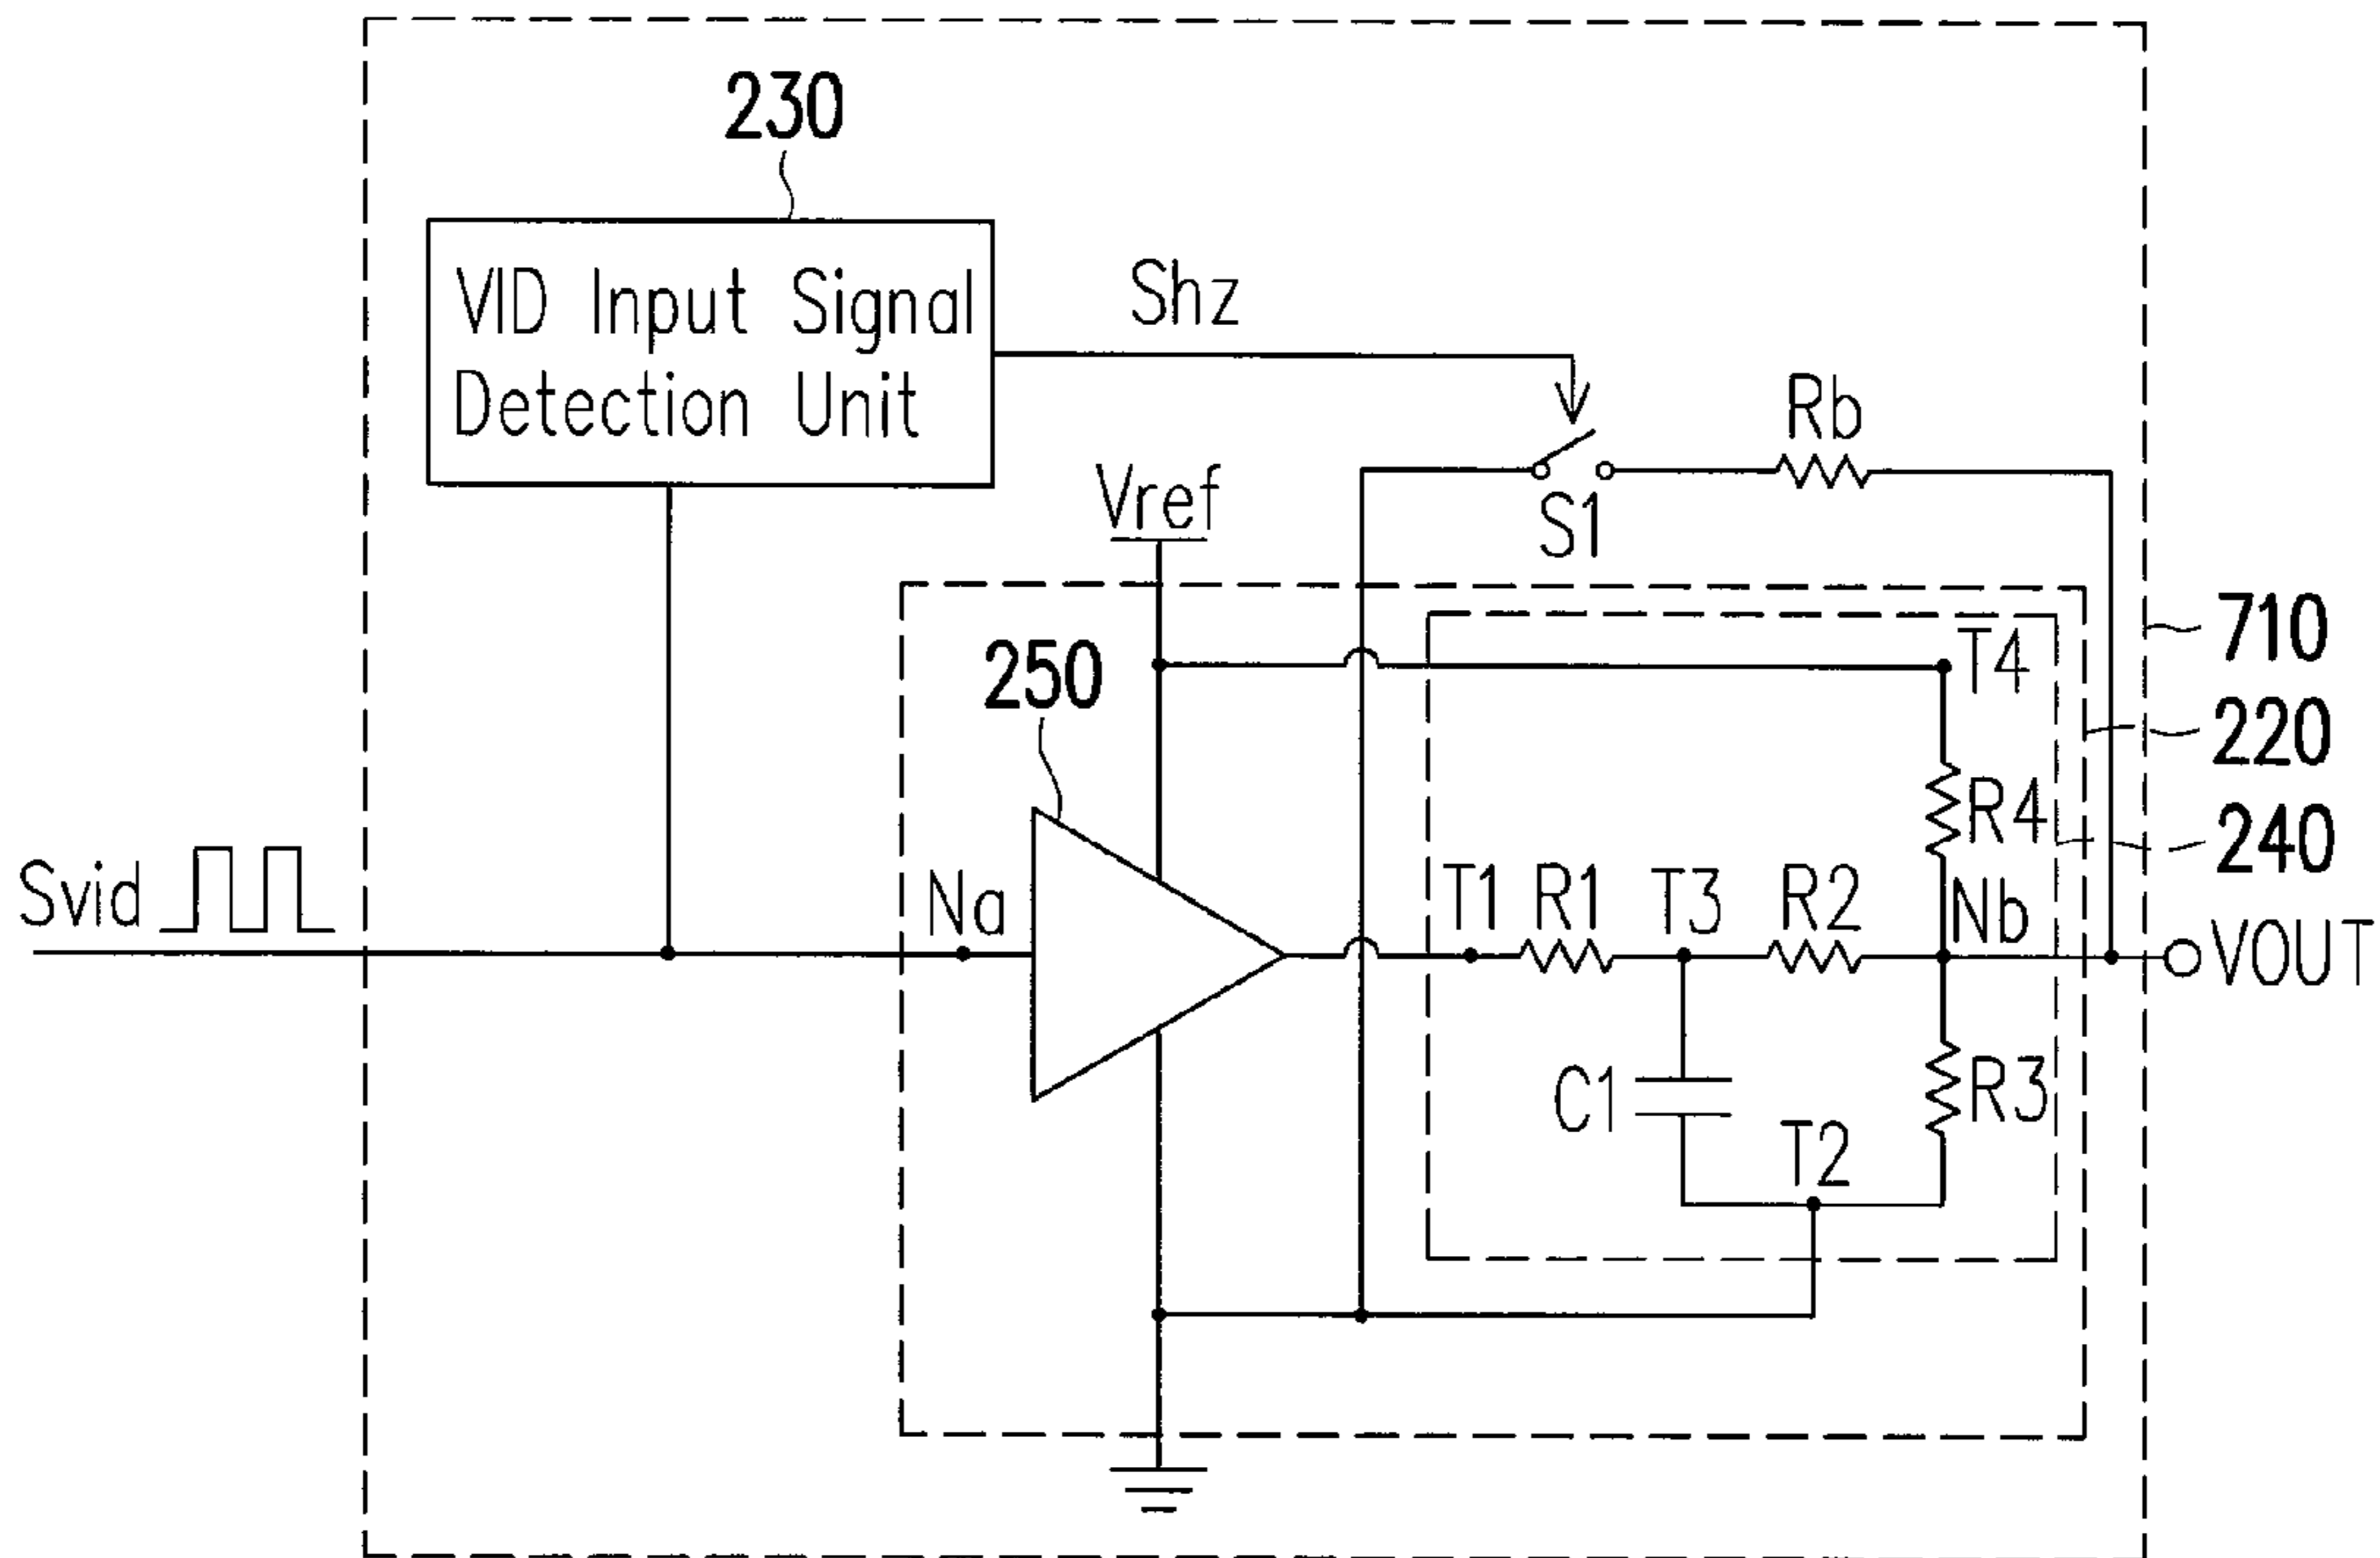 230
VID Input Signal
Detection Unit
Shz
Rb
S1
Vref
710
T4
220
250
R4
240
Svid
Na
T1
R1
T3
R2
Nb
VOUT
C1
R3
T2